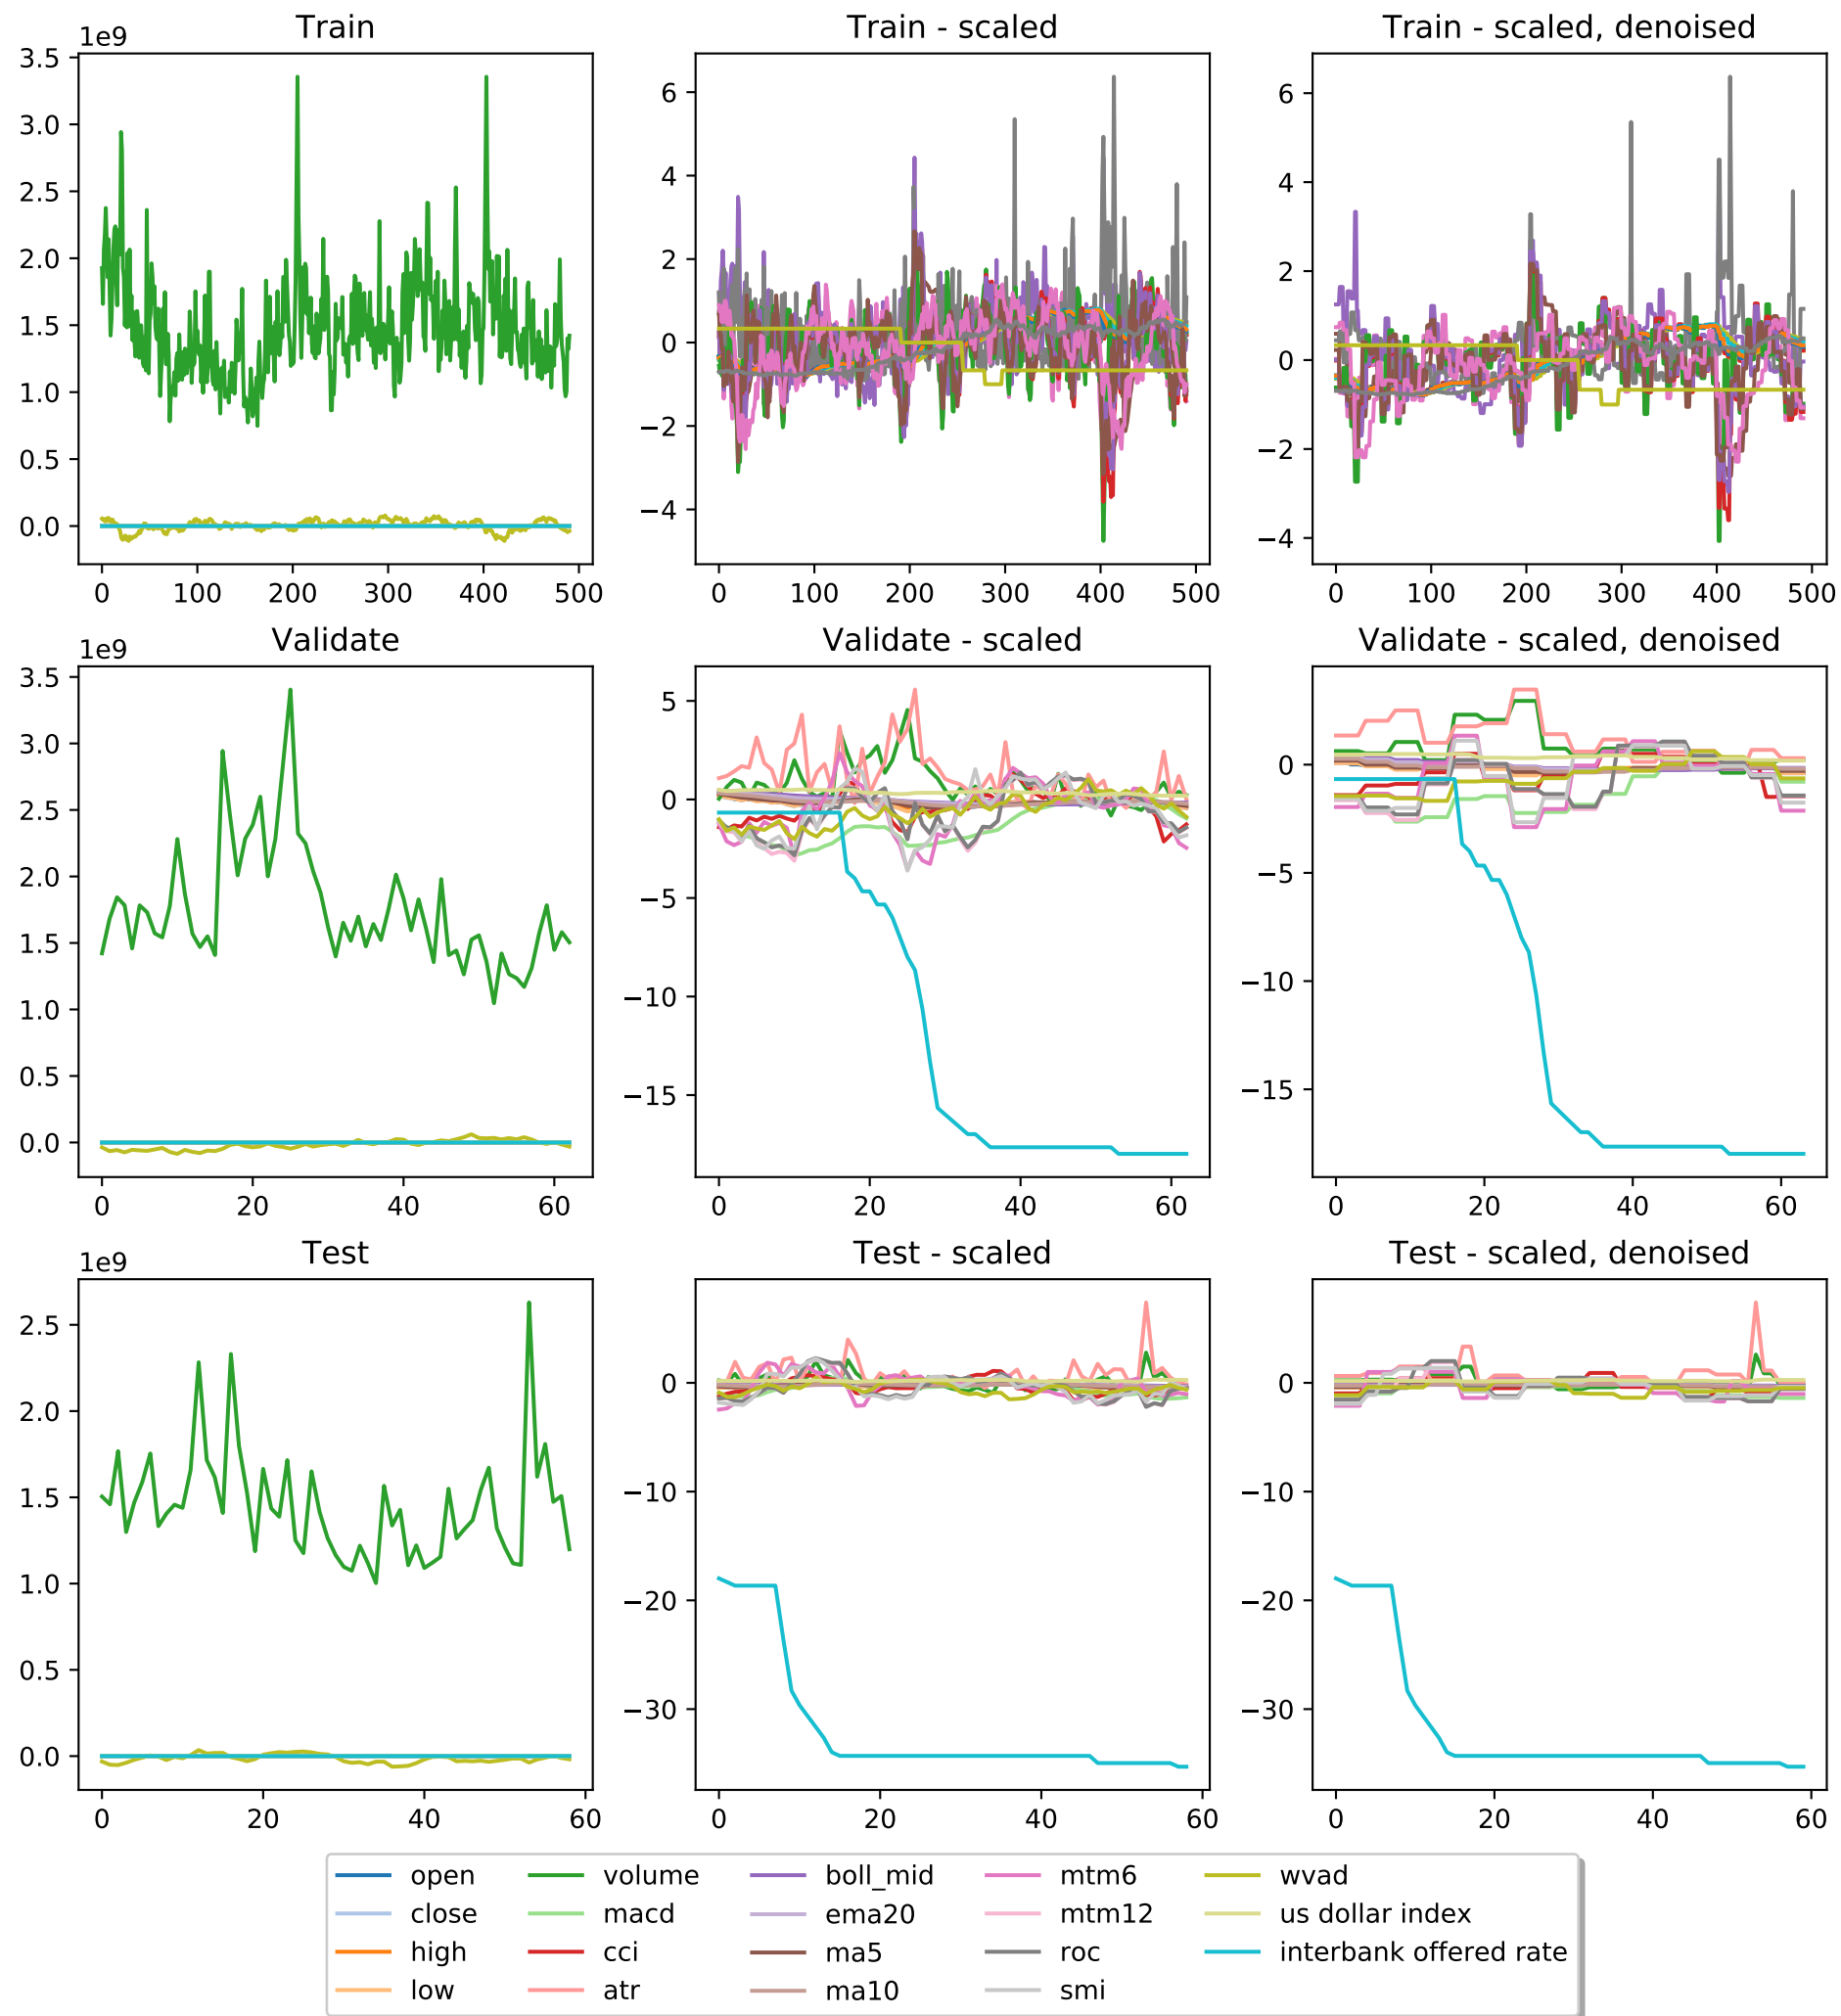 Train
Train - scaled
Train - scaled, denoised
1e9
3.5
3.0
2.5
2.0
1.5
1.0
0.5
0.0
0 100 200 300 400 500
6
4
2
0
−2
−4
0 100 200 300 400 500
6
4
2
0
−2
−4
0 100 200 300 400 500
Validate
Validate - scaled
Validate - scaled, denoised
1e9
3.5
3.0
2.5
2.0
1.5
1.0
0.5
0.0
0 20 40 60
5
0
−5
−10
−15
0 20 40 60
0
−5
−10
−15
0 20 40 60
Test
Test - scaled
Test - scaled, denoised
1e9
2.5
2.0
1.5
1.0
0.5
0.0
0 20 40 60
0
−10
−20
−30
0 20 40 60
0
−10
−20
−30
0 20 40 60
open
close
high
low
volume
macd
cci
atr
boll_mid
ema20
ma5
ma10
mtm6
mtm12
roc
smi
wvad
us dollar index
interbank offered rate